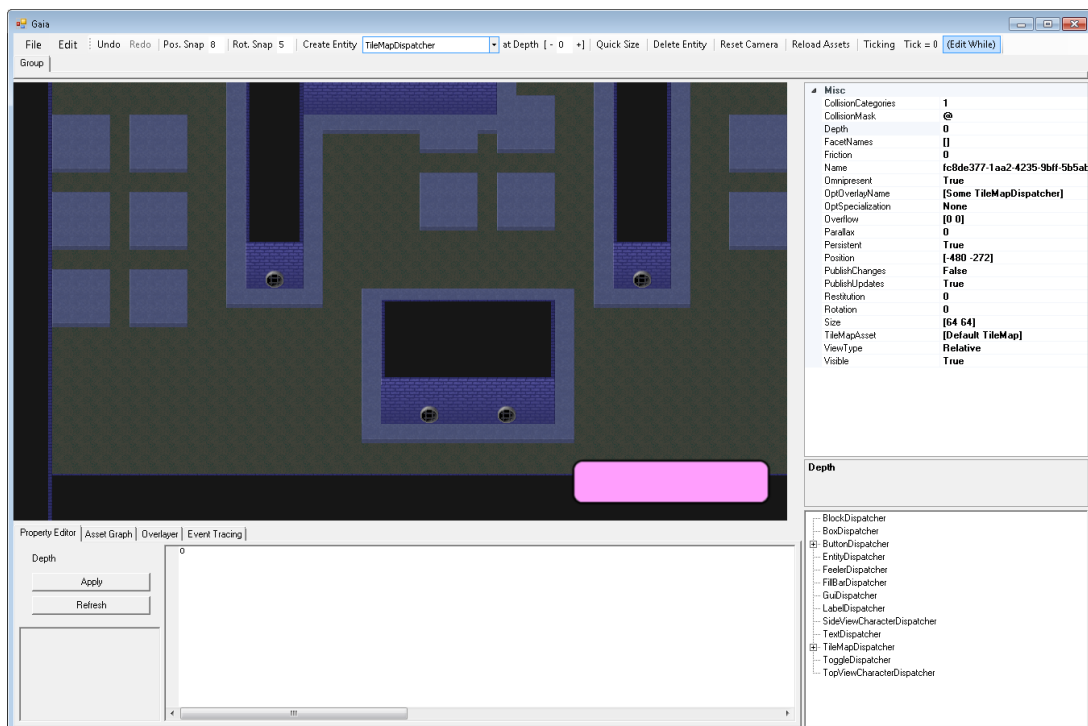 Gaia
File Edit Undo Redo Pos. Snap 8 Rot. Snap 5 Create Entity TileMapDispatcher at Depth [ - 0 +] Quick Size Delete Entity Reset Camera Reload Assets Ticking Tick = 0 (Edit While)
Group
Misc
CollisionCategories 1
CollisionMask @
Depth 0
FacetNames []
Friction 0
Name fc8de377-1aa2-4235-9bff-5b5ab
Omnipresent True
OptOverlayName [Some TileMapDispatcher]
OptSpecialization None
Overflow [0 0]
Parallax 0
Persistent True
Position [-480 -272]
PublishChanges False
PublishUpdates True
Restitution 0
Rotation 0
Size [64 64]
TileMapAsset [Default TileMap]
ViewType Relative
Visible True
Depth
Property Editor Asset Graph Overlayer Event Tracing
Depth
Apply
Refresh
0
BlockDispatcher
BoxDispatcher
ButtonDispatcher
EntityDispatcher
FeelerDispatcher
FillBarDispatcher
GuiDispatcher
LabelDispatcher
SideViewCharacterDispatcher
TextDispatcher
TileMapDispatcher
ToggleDispatcher
TopViewCharacterDispatcher